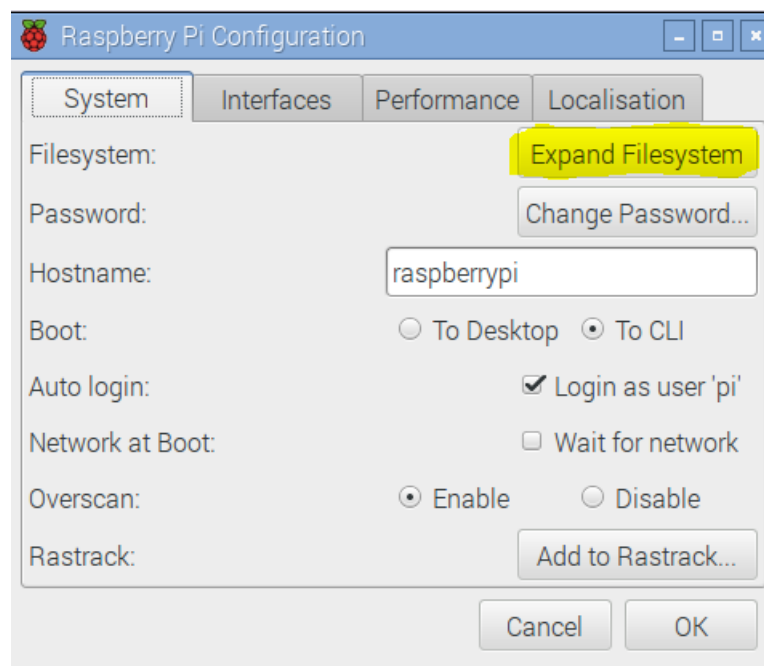 Raspberry Pi Configuration
System Interfaces Performance Localisation
Filesystem: Expand Filesystem
Password: Change Password...
Hostname: raspberrypi
Boot: To Desktop To CLI
Auto login: Login as user 'pi'
Network at Boot: Wait for network
Overscan: Enable Disable
Rastrack: Add to Rastrack...
Cancel OK